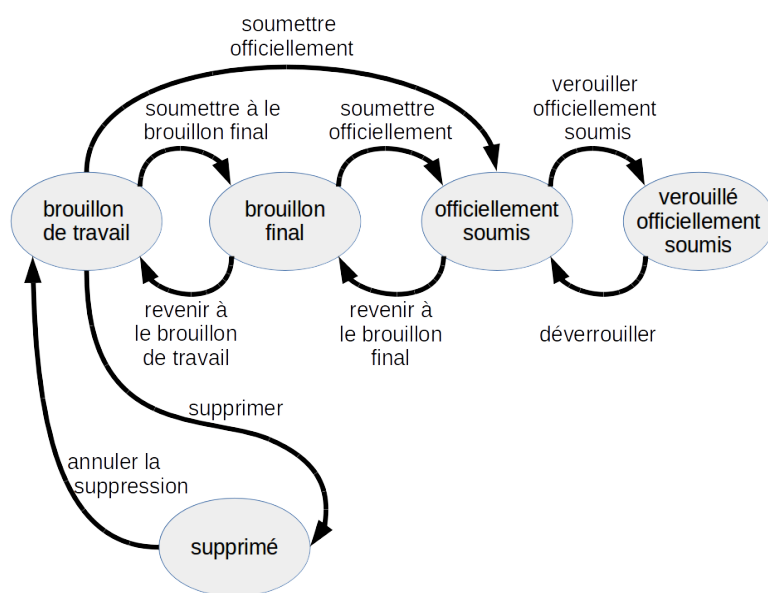 soumettre
officiellement
soumettre à le
brouillon final
soumettre
officiellement
verouiller
officiellement
soumis
brouillon
de travail
brouillon
final
officiellement
soumis
verouillé
officiellement
soumis
revenir à
le brouillon
de travail
revenir à
le brouillon
final
déverrouiller
supprimer
annuler la
suppression
supprimé